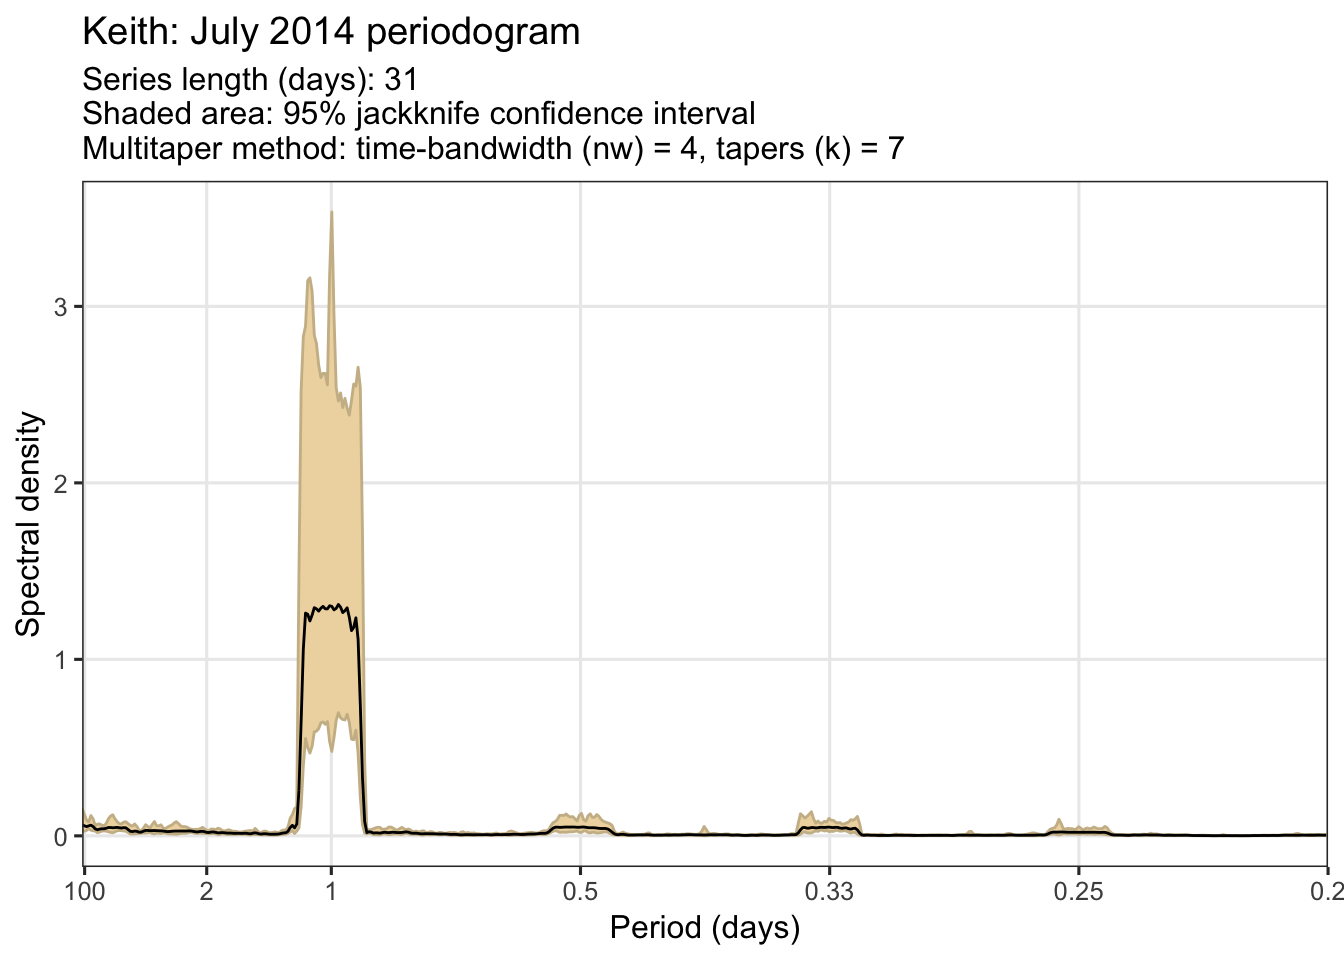 Keith: July 2014 periodogram
Series length (days): 31
Shaded area: 95% jackknife confidence interval
Multitaper method: time-bandwidth (nw) = 4, tapers (k) = 7
Spectral density
3
2
1
0
100 2 1 0.5 0.33 0.25 0.2
Period (days)